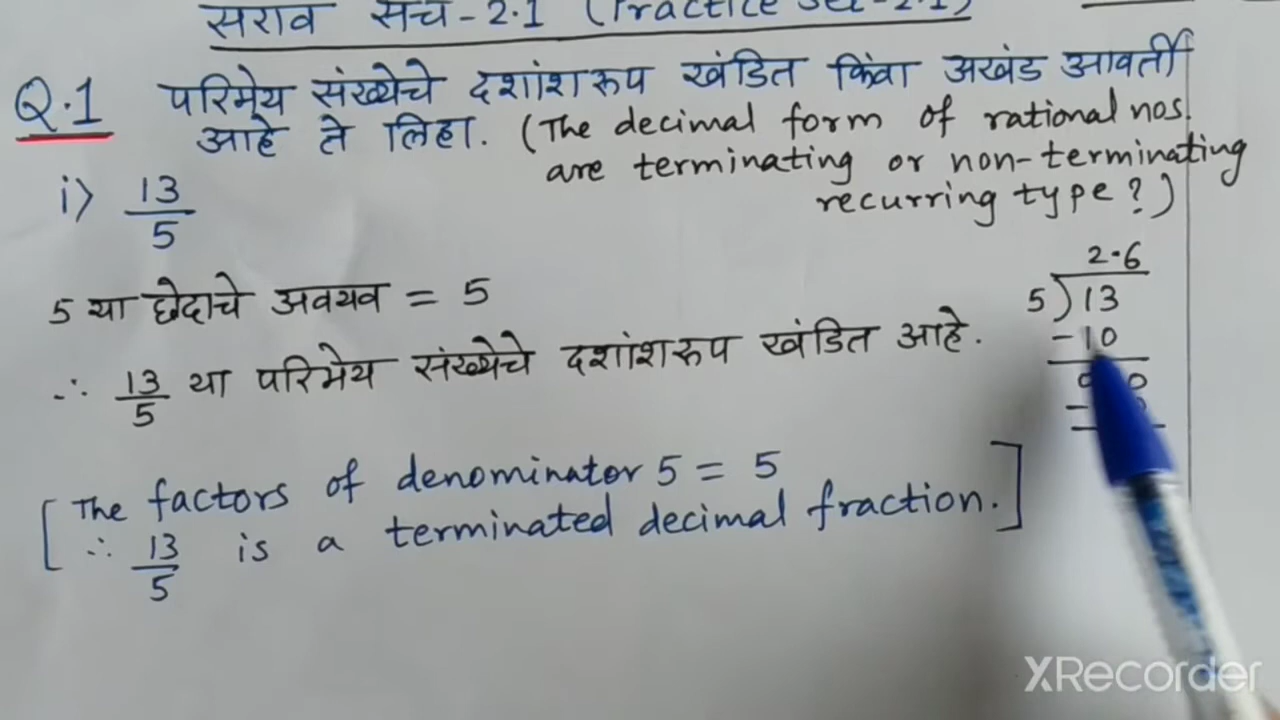 सराव संच-2.1 (Practice Set-2.1)
Q.1 परिमेय संख्येचे दशांशरूप खंडित किंवा अखंड आवर्ती
आहे ते लिहा. (The decimal form of rational nos.
are terminating or non-terminating
recurring type?)
i) 13/5
2.6
5)13
-10
5 या छेदाचे अवयव = 5
∴ 13/5 या परिमेय संख्येचे दशांशरूप खंडित आहे.
[The factors of denominator 5 = 5
∴ 13/5 is a terminated decimal fraction.]
XRecorder